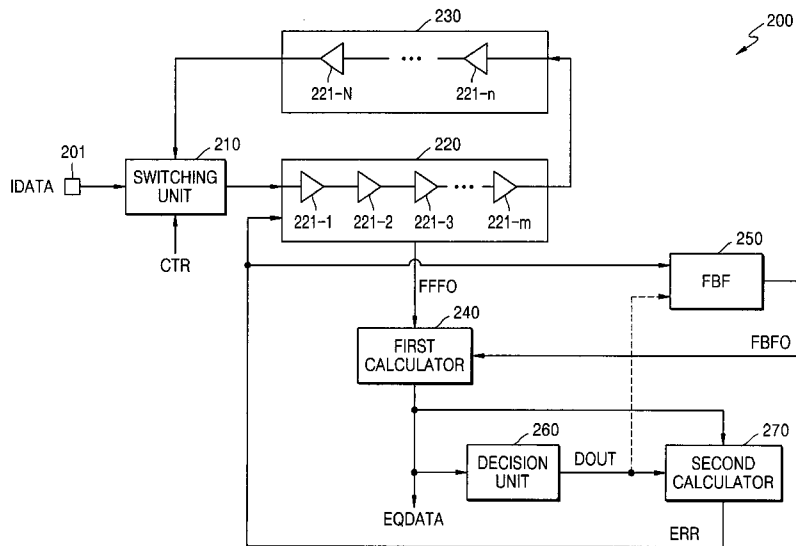 230
200
...
221-N
221-n
201
210
220
IDATA
SWITCHING
UNIT
...
221-1
221-2
221-3
221-m
CTR
250
FBF
FFFO
240
FIRST
CALCULATOR
FBFO
260
270
DECISION
UNIT
DOUT
SECOND
CALCULATOR
EQDATA
ERR